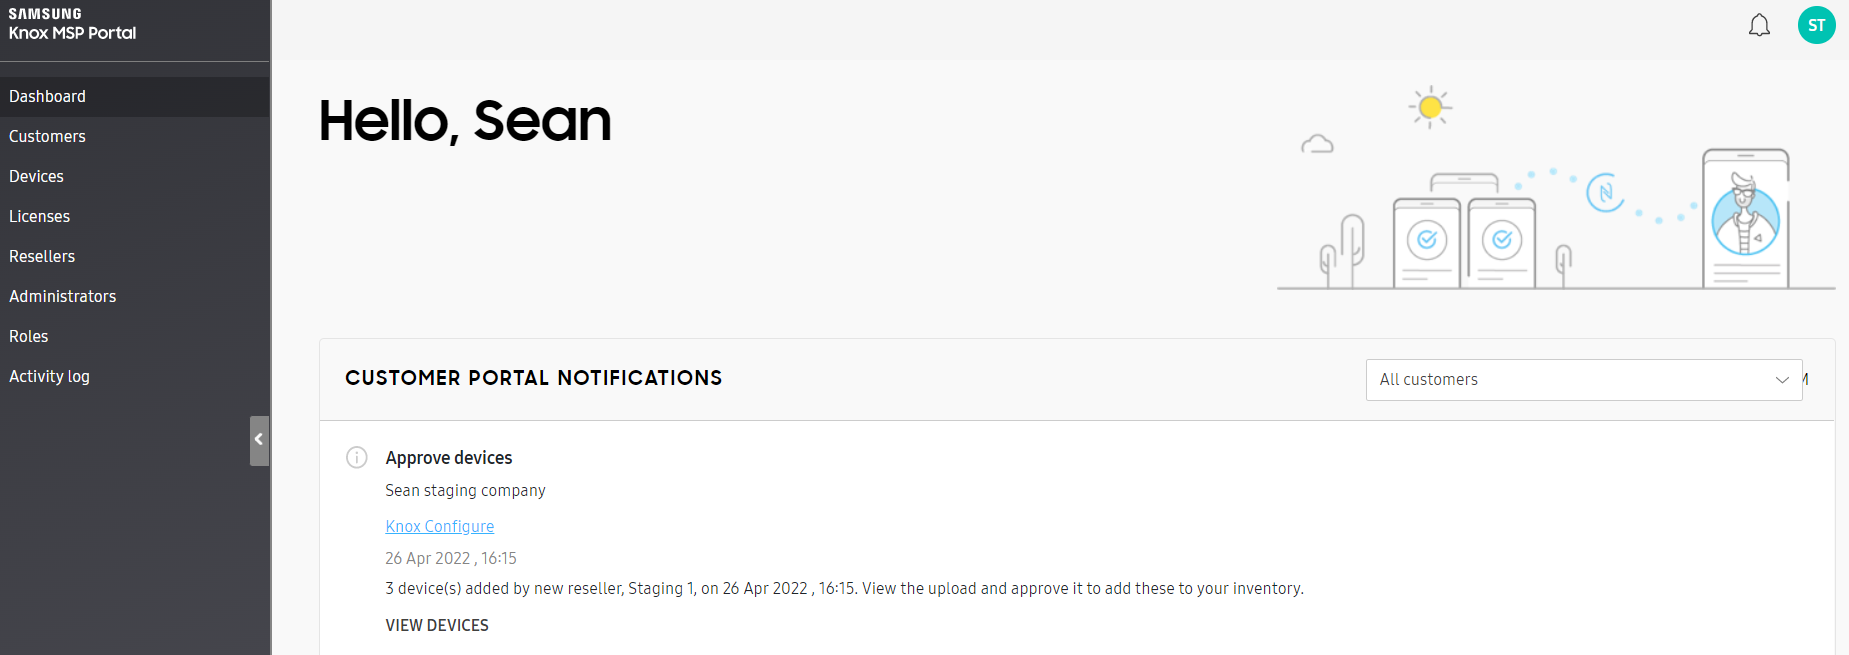 SAMSUNG
Knox MSP Portal
ST
Dashboard
Customers
Devices
Licenses
Resellers
Administrators
Roles
Activity log
Hello, Sean
CUSTOMER PORTAL NOTIFICATIONS
All customers
Approve devices
Sean staging company
Knox Configure
26 Apr 2022 , 16:15
3 device(s) added by new reseller, Staging 1, on 26 Apr 2022 , 16:15. View the upload and approve it to add these to your inventory.
VIEW DEVICES